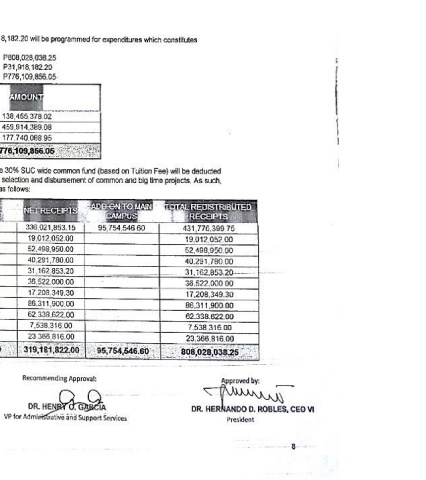 8,182.20 will be programmed for expenditures which constitutes
P808,028,038.25
P31,918,182.20
P776,109,856.05
AMOUNT
138,455,378.02
459,914,389.08
177,740,068.95
776,109,856.05
e 30% SUC wide common fund (based on Tuition Fee) will be deducted
selection and disbursement of common and big time projects. As such,
as follows:
NET RECEIPTS ADD-ON TO MAIN CAMPUS TOTAL REDISTRIBUTED RECEIPTS
336,021,853.15 95,754,546.60 431,776,399.75
19,012,052.00 19,012,052.00
52,498,950.00 52,498,950.00
40,291,780.00 40,291,780.00
31,162,853.20 31,162,853.20
38,522,000.00 38,522,000.00
17,208,349.30 17,208,349.30
86,311,900.00 86,311,900.00
62,338,622.00 62,338,622.00
7,538,316.00 7,538,316.00
23,366,816.00 23,366,816.00
319,181,822.00 95,754,546.60 808,028,038.25
Recommending Approval: Approved by:
DR. HENRY O. GARCIA DR. HERNANDO D. ROBLES, CEO VI
VP for Administrative and Support Services President
8